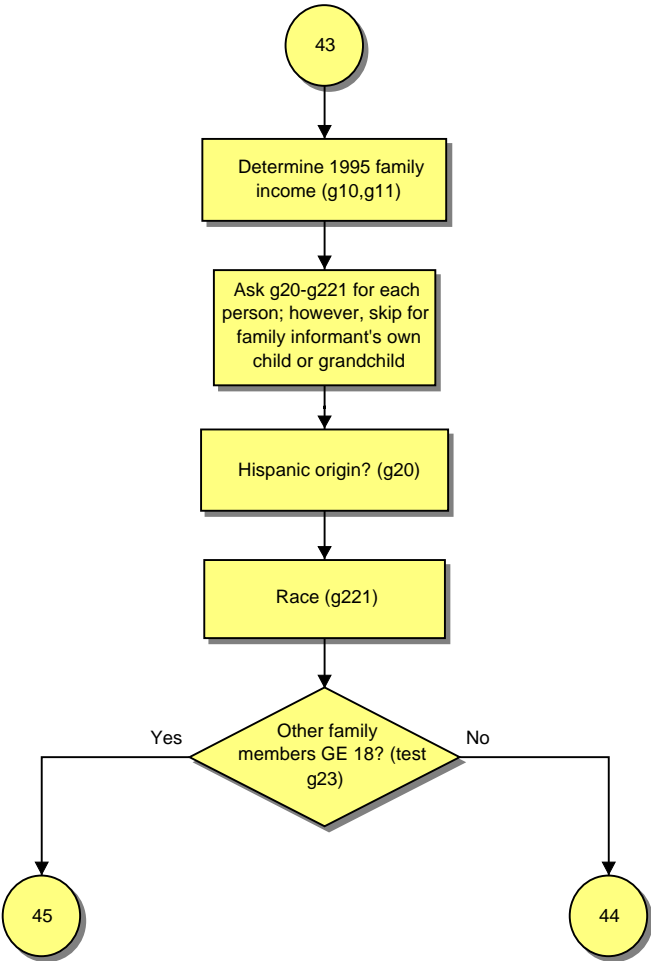 43
Determine 1995 family
income (g10,g11)
Ask g20-g221 for each
person; however, skip for
family informant's own
child or grandchild
Hispanic origin? (g20)
Race (g221)
Yes
Other family
members GE 18? (test
g23)
No
45
44